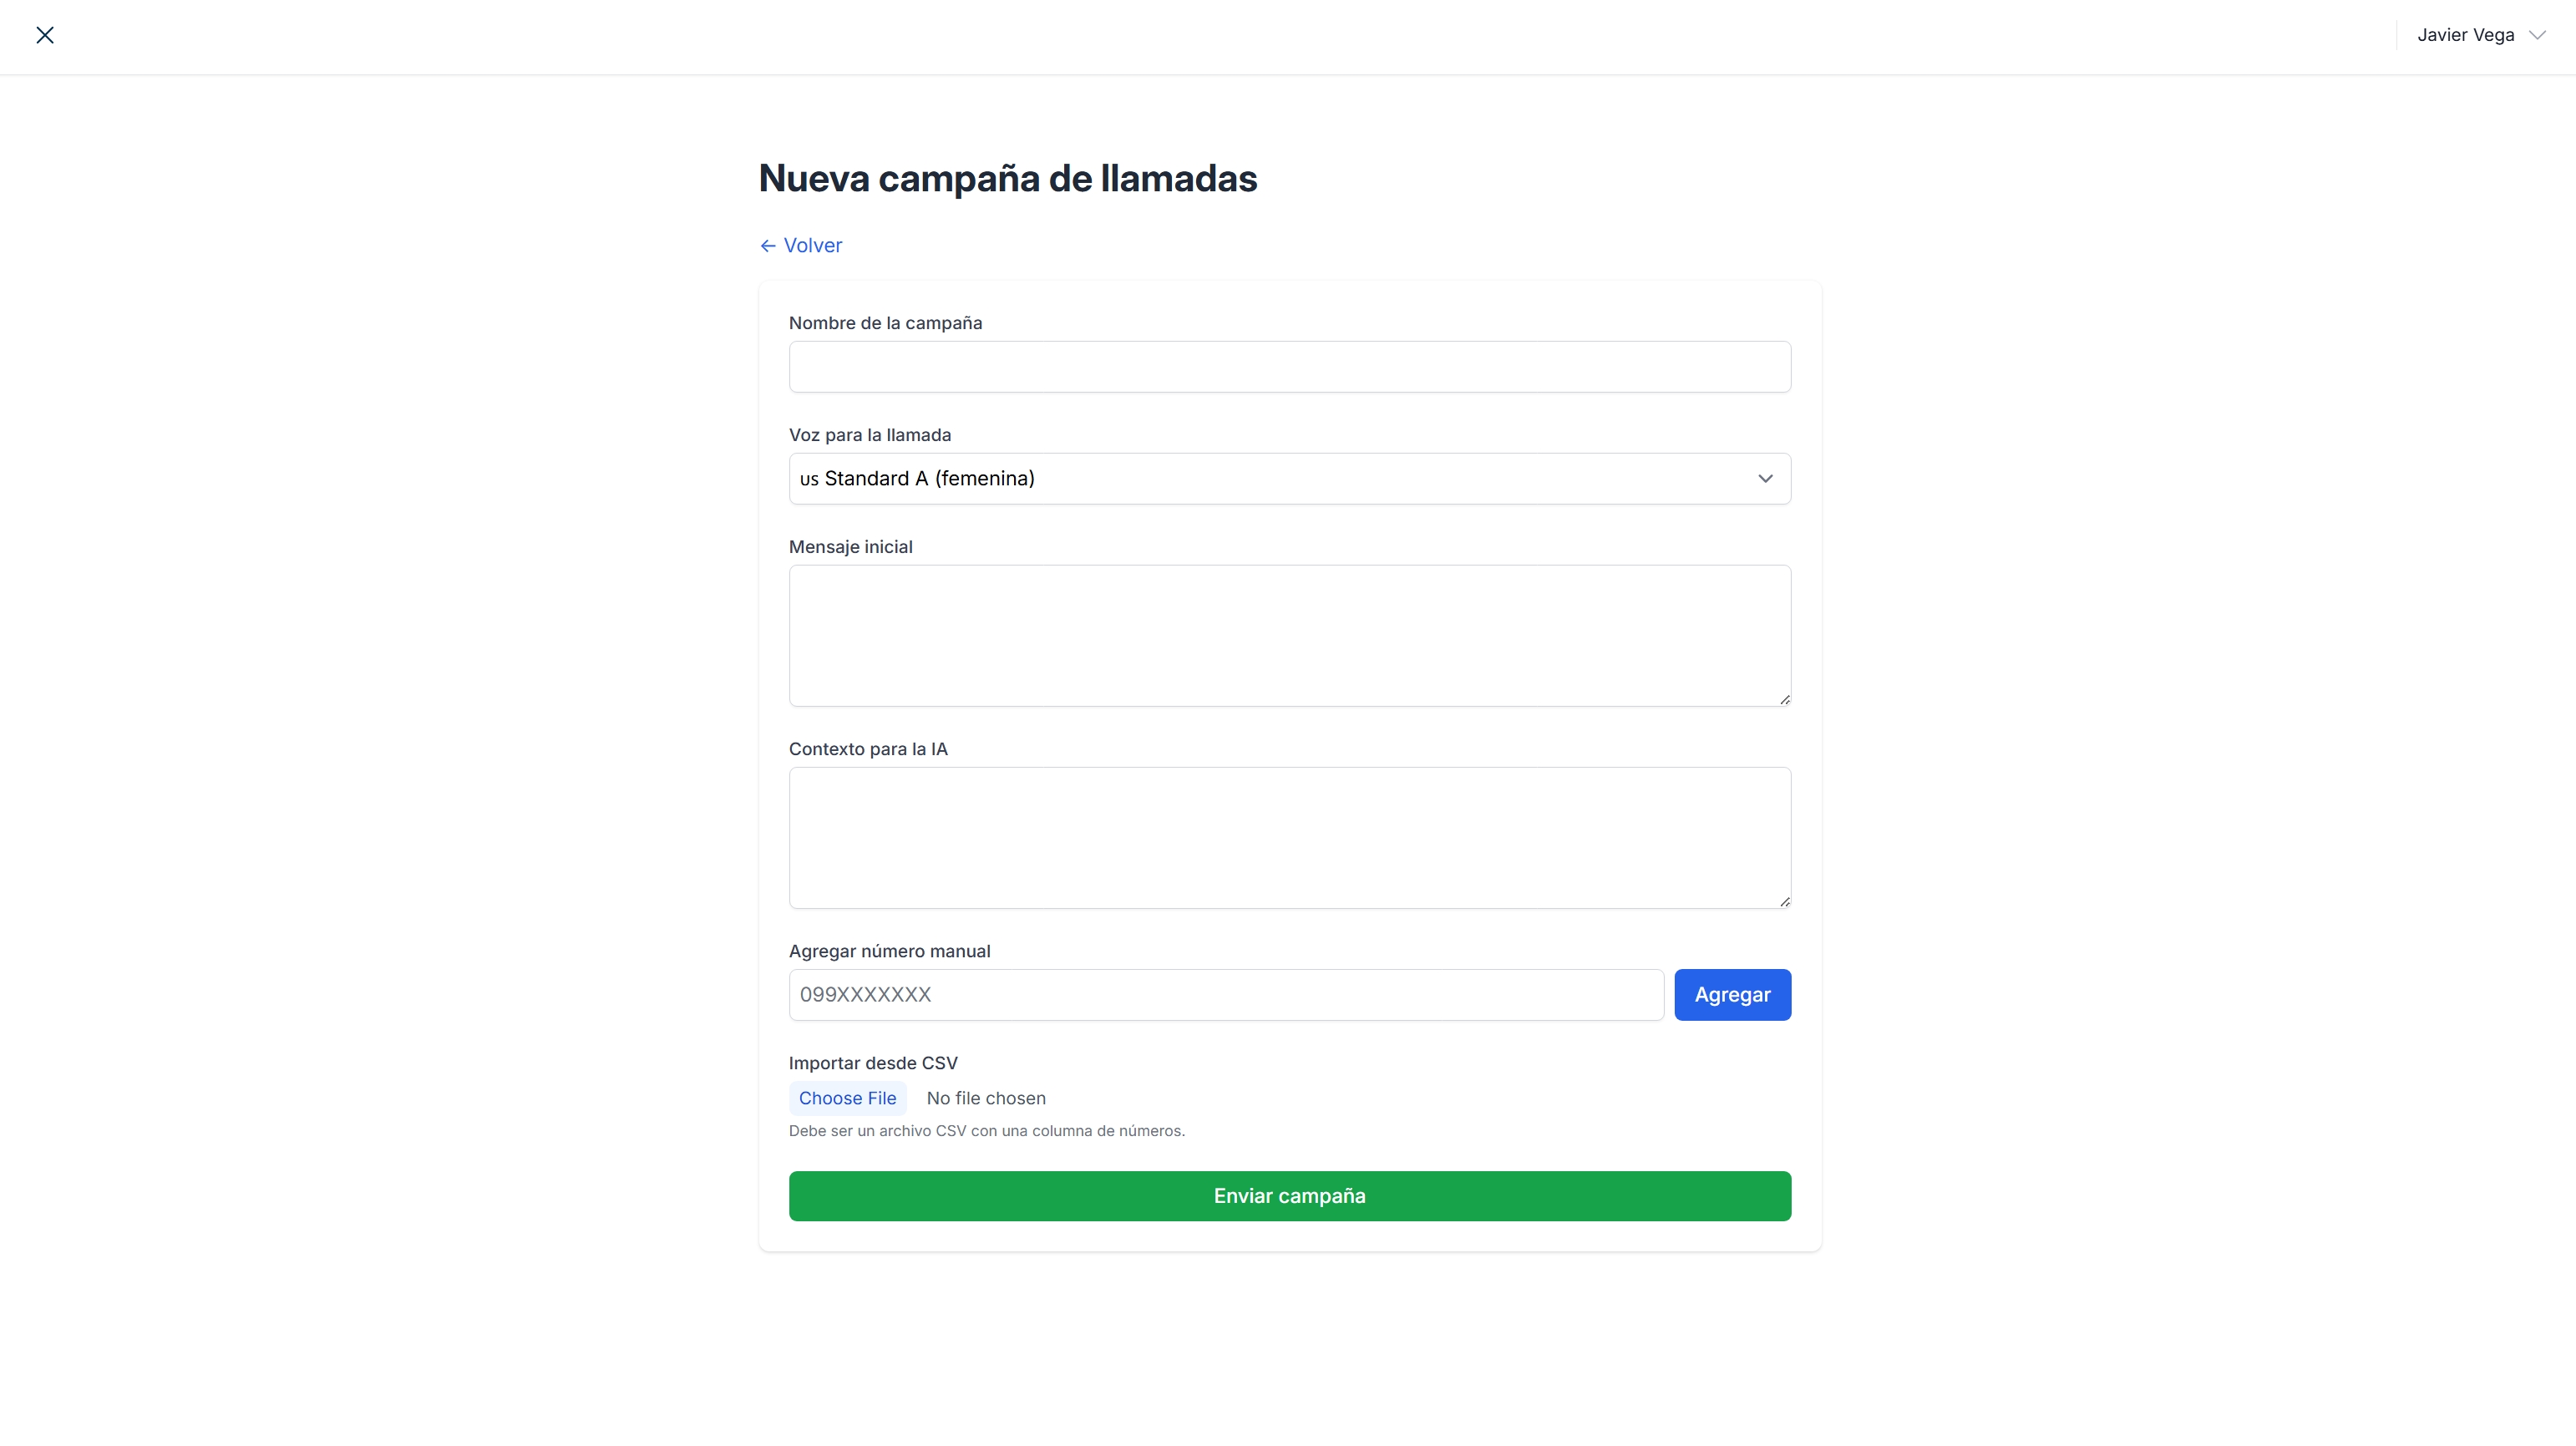 Javier Vega
Nueva campaña de llamadas
← Volver
Nombre de la campaña
Voz para la llamada
us Standard A (femenina)
Mensaje inicial
Contexto para la IA
Agregar número manual
099XXXXXXX
Agregar
Importar desde CSV
Choose File No file chosen
Debe ser un archivo CSV con una columna de números.
Enviar campaña